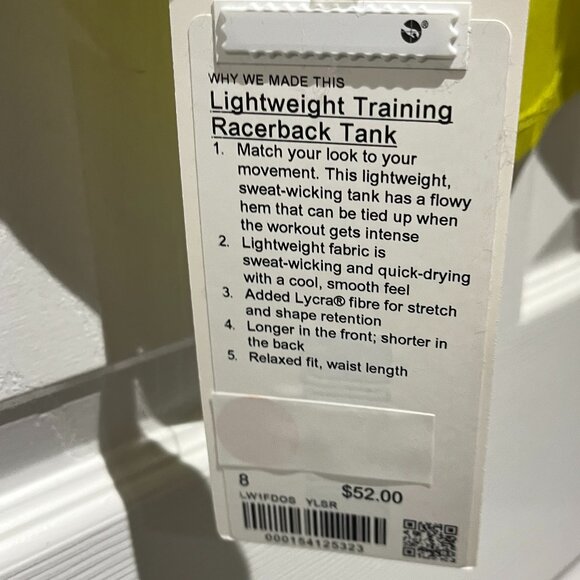 ®
WHY WE MADE THIS
Lightweight Training
Racerback Tank
1. Match your look to your
movement. This lightweight,
sweat-wicking tank has a flowy
hem that can be tied up when
the workout gets intense
2. Lightweight fabric is
sweat-wicking and quick-drying
with a cool, smooth feel
3. Added Lycra® fibre for stretch
and shape retention
4. Longer in the front; shorter in
the back
5. Relaxed fit, waist length
8 $52.00
LW1FDOS YLSR
000154125323